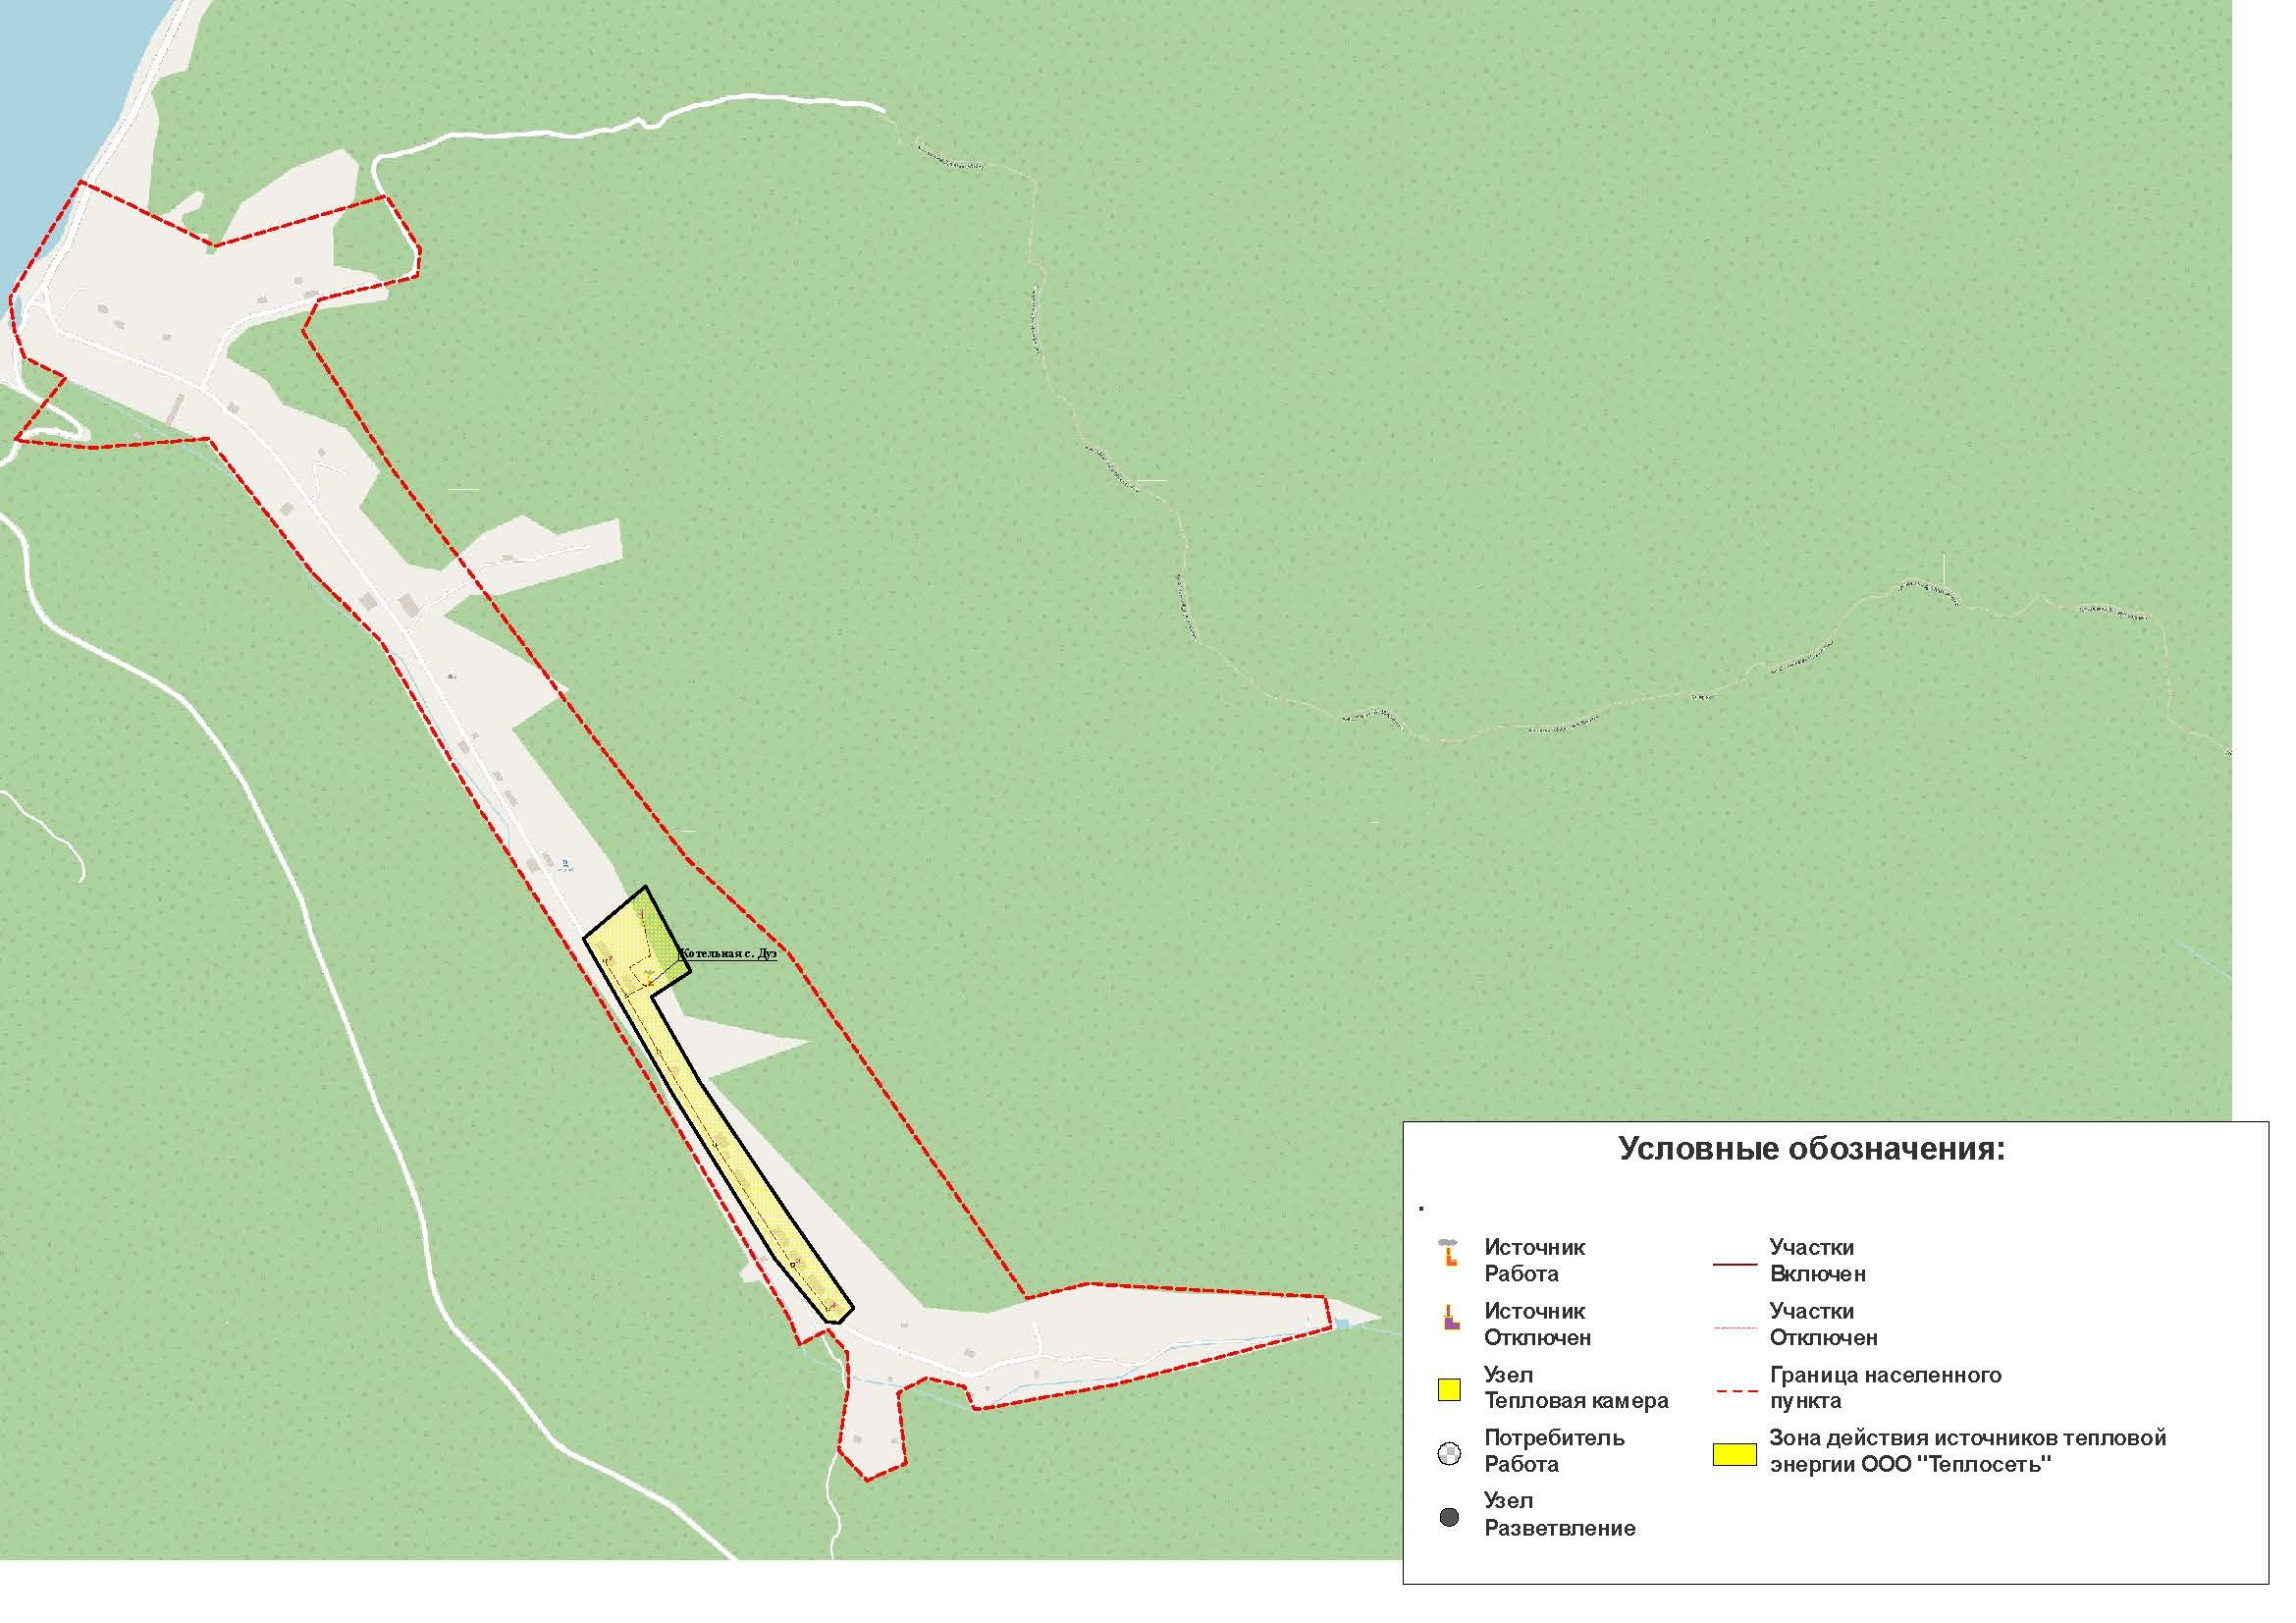 Котельная с. Дуэ
Условные обозначения:
.
Источник
Работа
Источник
Отключен
Узел
Тепловая камера
Потребитель
Работа
Узел
Разветвление
Участки
Включен
Участки
Отключен
Граница населенного
пункта
Зона действия источников тепловой
энергии ООО "Теплосеть"